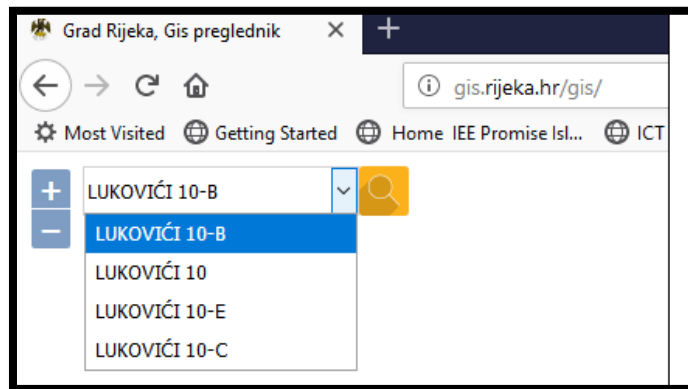 Grad Rijeka, Gis preglednik
gis.rijeka.hr/gis/
Most Visited Getting Started Home IEE Promise Isl... ICT
LUKOVIĆI 10-B
LUKOVIĆI 10-B
LUKOVIĆI 10
LUKOVIĆI 10-E
LUKOVIĆI 10-C